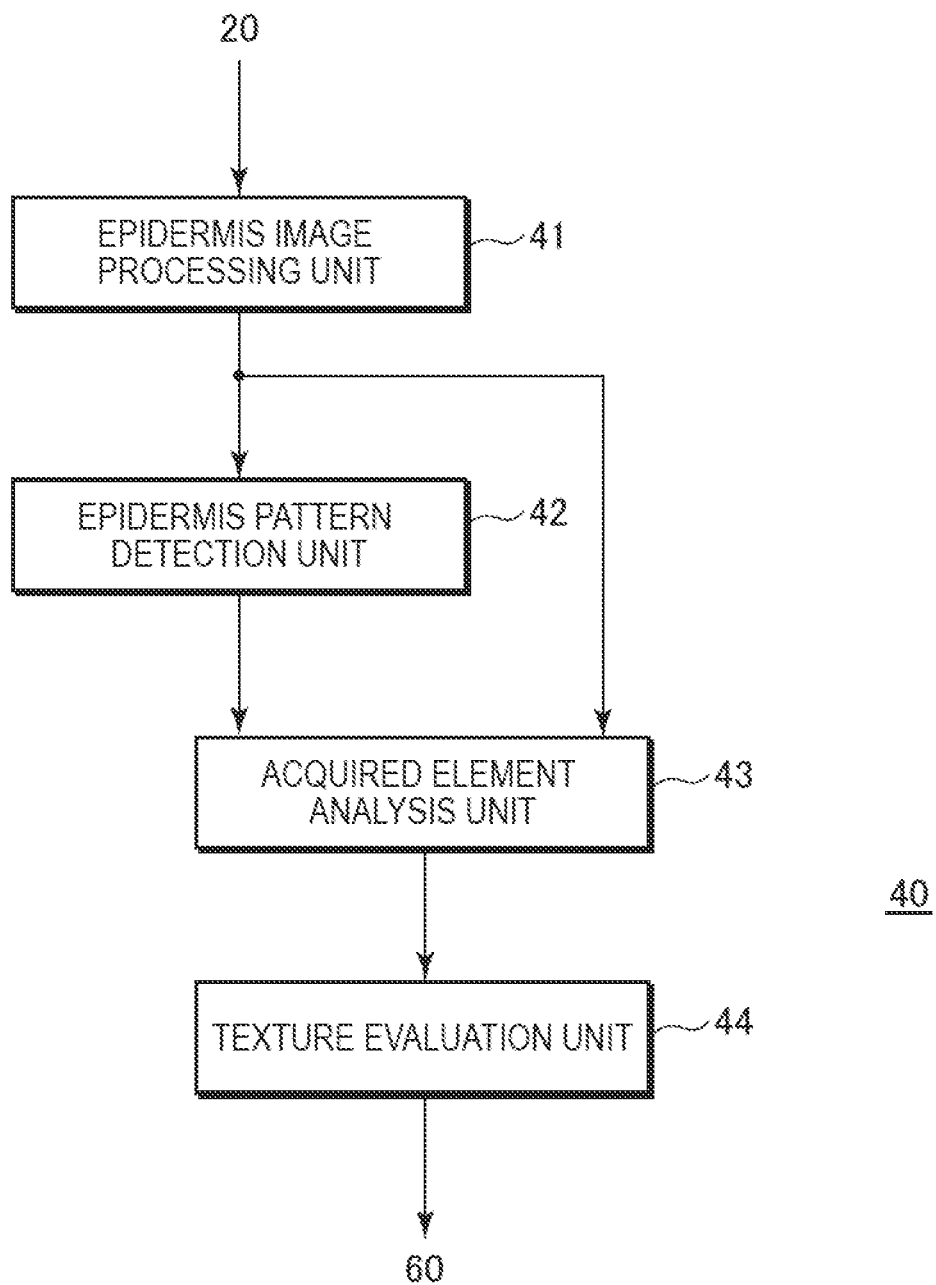 20
EPIDERMIS IMAGE
PROCESSING UNIT
41
EPIDERMIS PATTERN
DETECTION UNIT
42
ACQUIRED ELEMENT
ANALYSIS UNIT
43
40
TEXTURE EVALUATION UNIT
44
60